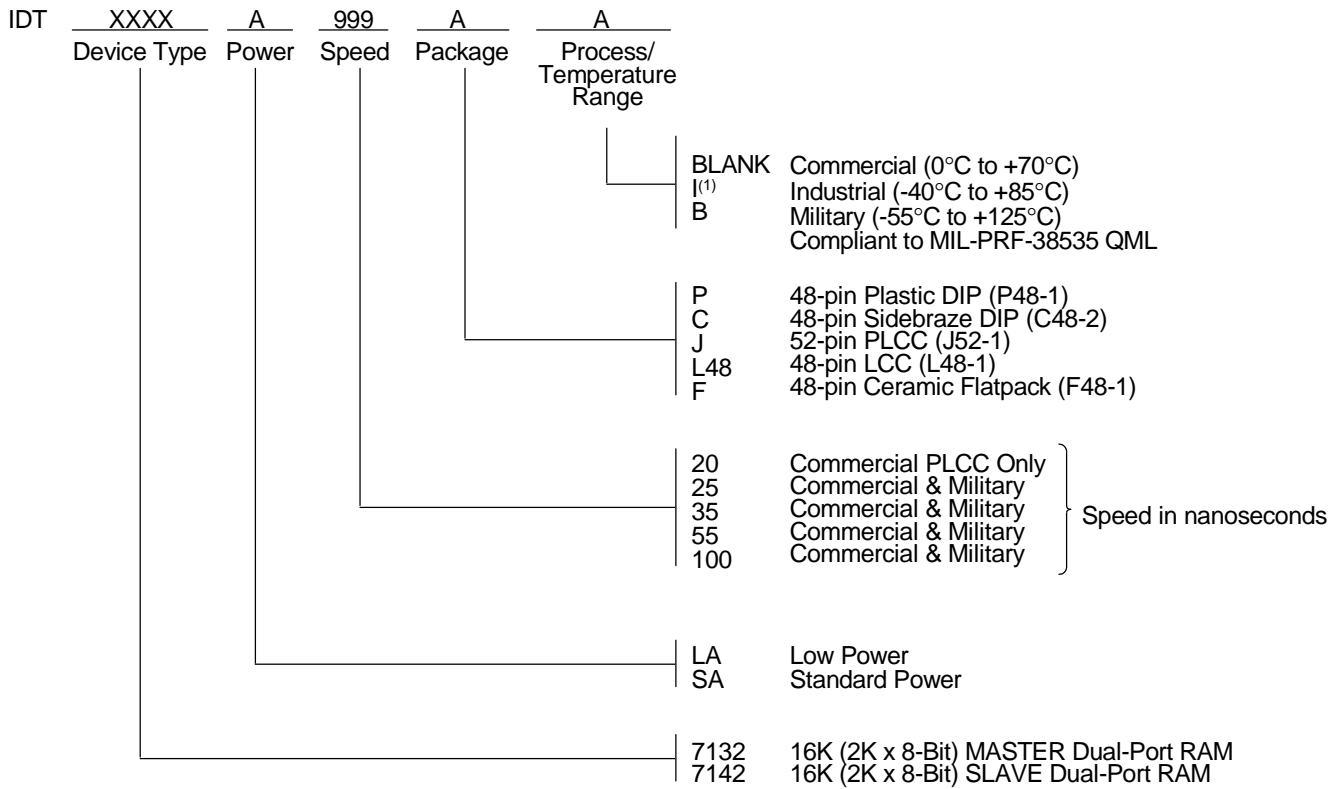 IDT XXXX A 999 A A
Device Type Power Speed Package Process/
Temperature
Range
BLANK Commercial (0°C to +70°C)
I(1) Industrial (-40°C to +85°C)
B Military (-55°C to +125°C)
Compliant to MIL-PRF-38535 QML
P 48-pin Plastic DIP (P48-1)
C 48-pin Sidebraze DIP (C48-2)
J 52-pin PLCC (J52-1)
L48 48-pin LCC (L48-1)
F 48-pin Ceramic Flatpack (F48-1)
20 Commercial PLCC Only
25 Commercial & Military
35 Commercial & Military
55 Commercial & Military
100 Commercial & Military
Speed in nanoseconds
LA Low Power
SA Standard Power
7132 16K (2K x 8-Bit) MASTER Dual-Port RAM
7142 16K (2K x 8-Bit) SLAVE Dual-Port RAM